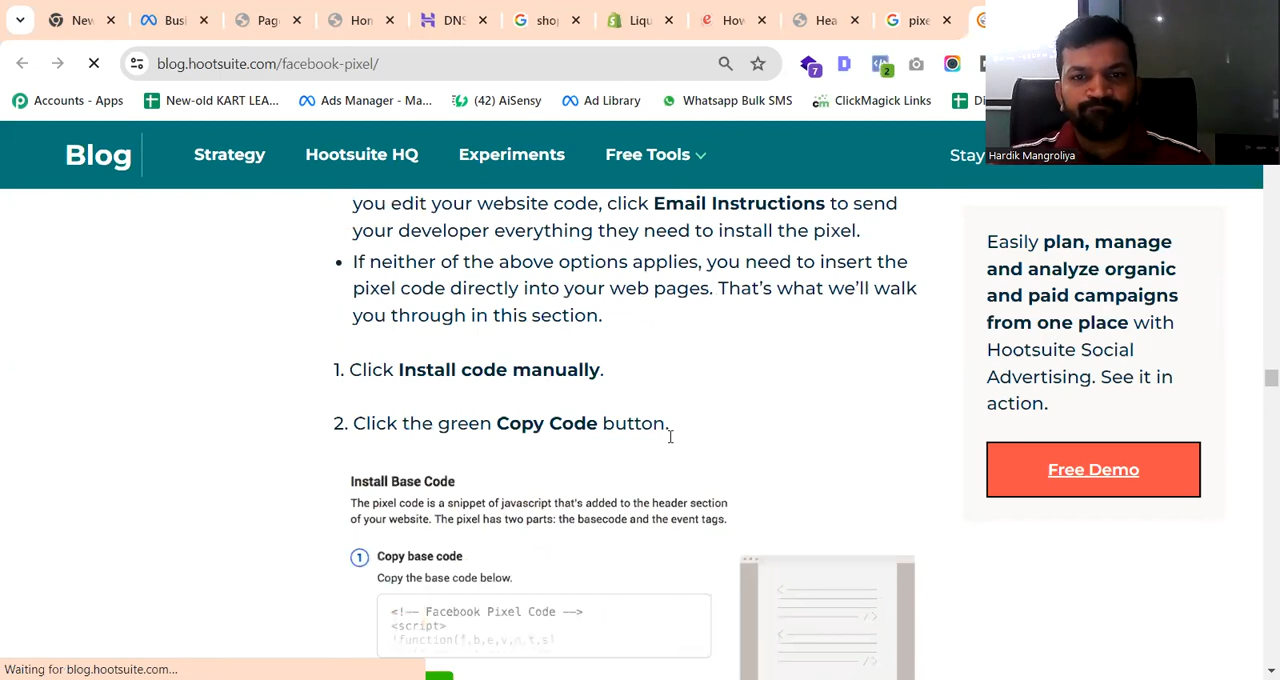 New
Busi
Page
Hon
DNS
shop
Liqu
How
Hea
pixe
blog.hootsuite.com/facebook-pixel/
7
2
Accounts - Apps
New-old KART LEA...
Ads Manager - Ma...
(42) AiSensy
Ad Library
Whatsapp Bulk SMS
ClickMagick Links
Hardik Mangroliya
Blog
Strategy
Hootsuite HQ
Experiments
Free Tools
Stay
you edit your website code, click Email Instructions to send
your developer everything they need to install the pixel.
• If neither of the above options applies, you need to insert the
pixel code directly into your web pages. That’s what we’ll walk
you through in this section.
1. Click Install code manually.
2. Click the green Copy Code button.
Install Base Code
The pixel code is a snippet of javascript that's added to the header section
of your website. The pixel has two parts: the basecode and the event tags.
1 Copy base code
Copy the base code below.
<!-- Facebook Pixel Code -->
<script>
!function(f,b,e,v,n,t,s)
Easily plan, manage
and analyze organic
and paid campaigns
from one place with
Hootsuite Social
Advertising. See it in
action.
Free Demo
Waiting for blog.hootsuite.com...